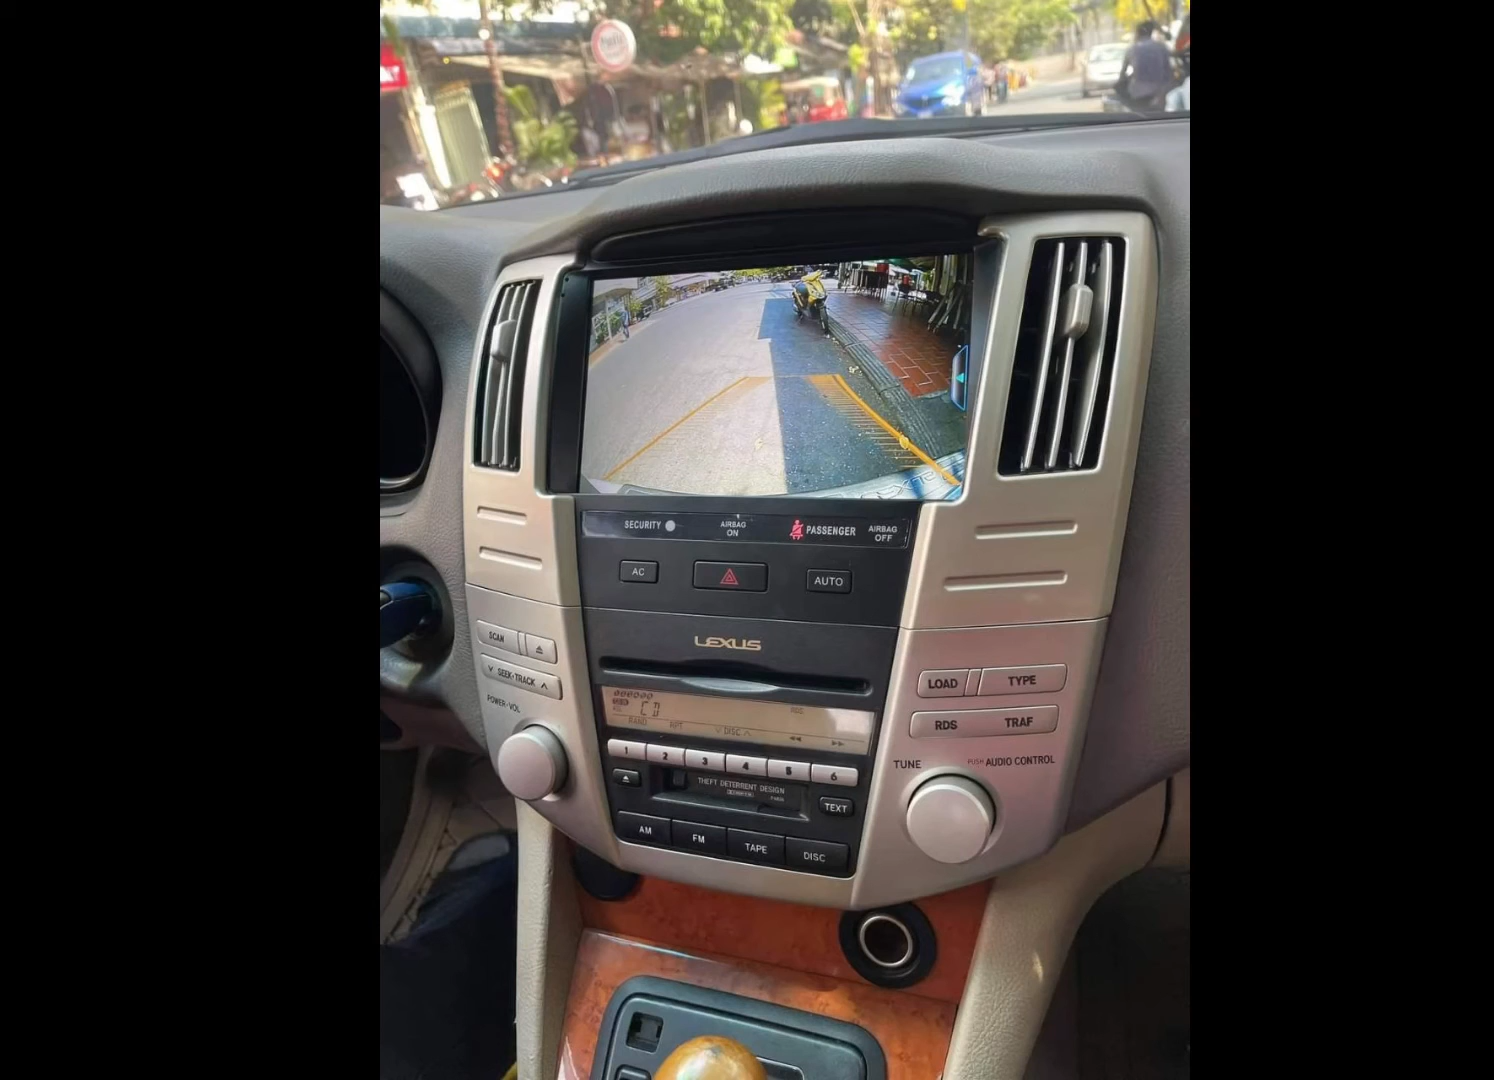 SECURITY
AIRBAG
ON
PASSENGER
AIRBAG
OFF
AC
AUTO
LEXUS
SCAN
SEEK·TRACK
POWER·VOL
LOAD
TYPE
RDS
TRAF
CD
RAND
RPT
DISC
1 2 3 4 5 6
THEFT DETERRENT DESIGN
TEXT
AM
FM
TAPE
DISC
TUNE
PUSH AUDIO CONTROL